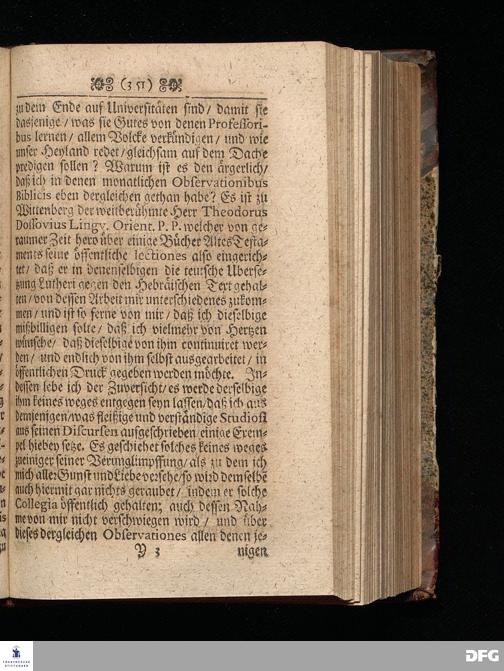 (351)
zu dem Ende auf Universitäten sind/ damit sie
dasjenige/ was sie Gutes von denen Professori-
bus lernen/ allem Volcke verkündigen/ und wie
unser Heyland redet/ gleichsam auf dem Dache
predigen sollen? Warum ist es den ärgerlich/
daß ich in denen monatlichen Observationibus
Biblicis eben dergleichen gethan habe? Es ist zu
Wittenberg der weitberühmte Herr Theodorus
Dassovius Lingv. Orient. P. P. welcher von ge-
raumer Zeit hero über einige Bücher Altes Testa-
ments seine öffentliche lectiones also eingerich-
tet/ daß er in denenselbigen die teutsche Uberse-
tzung Lutheri gegen den Hebräischen Text gehal-
ten/ von dessen Arbeit mir unterschiedenes zukom-
men/ und ist so ferne von mir/ daß ich dieselbige
mißbilligen solte/ daß ich vielmehr von Hertzen
wünsche/ daß dieselbige von ihm continuiret wer-
den/ und endlich von ihm selbst ausgearbeitet/ in
öffentlichen Druck gegeben werden möchte. In-
dessen lebe ich der Zuversicht/ es werde derselbige
ihm keines weges entgegen seyn lassen/ daß ich aus
demjenigen/ was fleißige und verständige Studiosi
aus seinen Discursen ausgeschrieben/ einige Exem-
pel hiebey setze. Es geschiehet solches keines weges
zu einiger seiner Verunglimpffung/ als zu dem ich
mich aller Gunst und Liebe versehe/ so wird demselben
auch hiermit gar nichts geraubet/ indem er solche
Collegia öffentlich gehalten; auch dessen Nah-
me von mir nicht verschwiegen wird/ und über
dieses dergleichen Observationes allen denen je-
Y 3 nigen
FRANCKESCHE
STIFTUNGEN
DFG